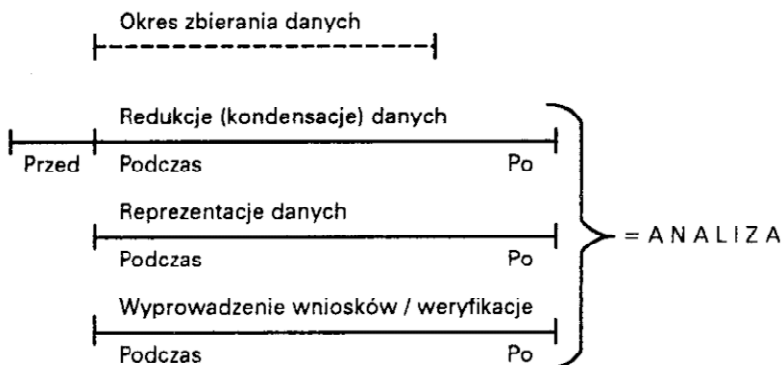 Okres zbierania danych
Redukcje (kondensacje) danych
Przed Podczas Po
Reprezentacje danych
Podczas Po
= ANALIZA
Wyprowadzenie wniosków / weryfikacje
Podczas Po